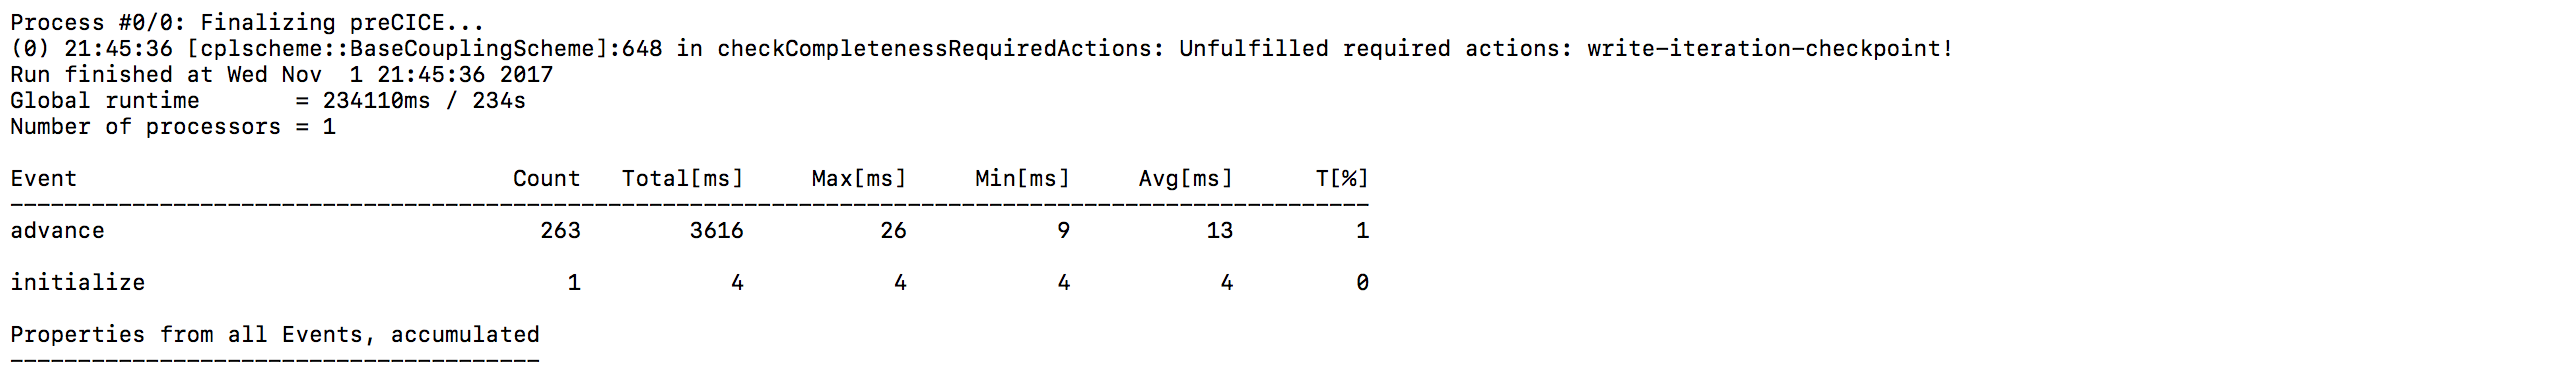 Process #0/0: Finalizing preCICE...
(0) 21:45:36 [cplscheme::BaseCouplingScheme]:648 in checkCompletenessRequiredActions: Unfulfilled required actions: write-iteration-checkpoint!
Run finished at Wed Nov  1 21:45:36 2017
Global runtime       = 234110ms / 234s
Number of processors = 1
Event                                Count   Total[ms]     Max[ms]     Min[ms]     Avg[ms]      T[%]
----------------------------------------------------------------------------------------------------
advance                                263        3616          26           9          13         1
initialize                               1           4           4           4           4         0
Properties from all Events, accumulated
---------------------------------------